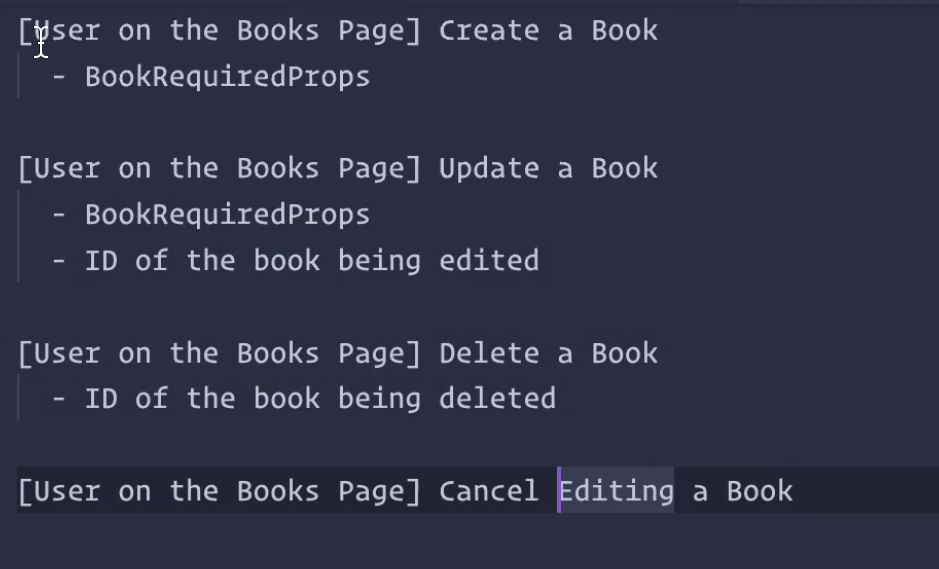 [User on the Books Page] Create a Book
- BookRequiredProps
[User on the Books Page] Update a Book
- BookRequiredProps
- ID of the book being edited
[User on the Books Page] Delete a Book
- ID of the book being deleted
[User on the Books Page] Cancel Editing a Book